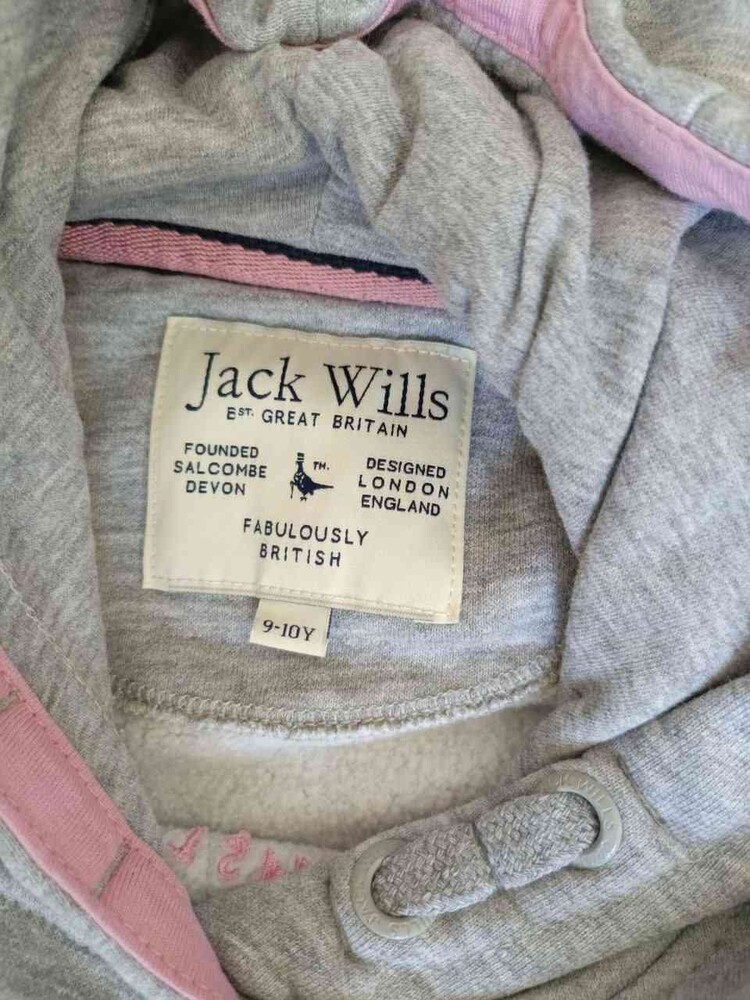 Jack Wills
EST. GREAT BRITAIN
FOUNDED
SALCOMBE
DEVON
TM.
DESIGNED
LONDON
ENGLAND
FABULOUSLY
BRITISH
9-10Y